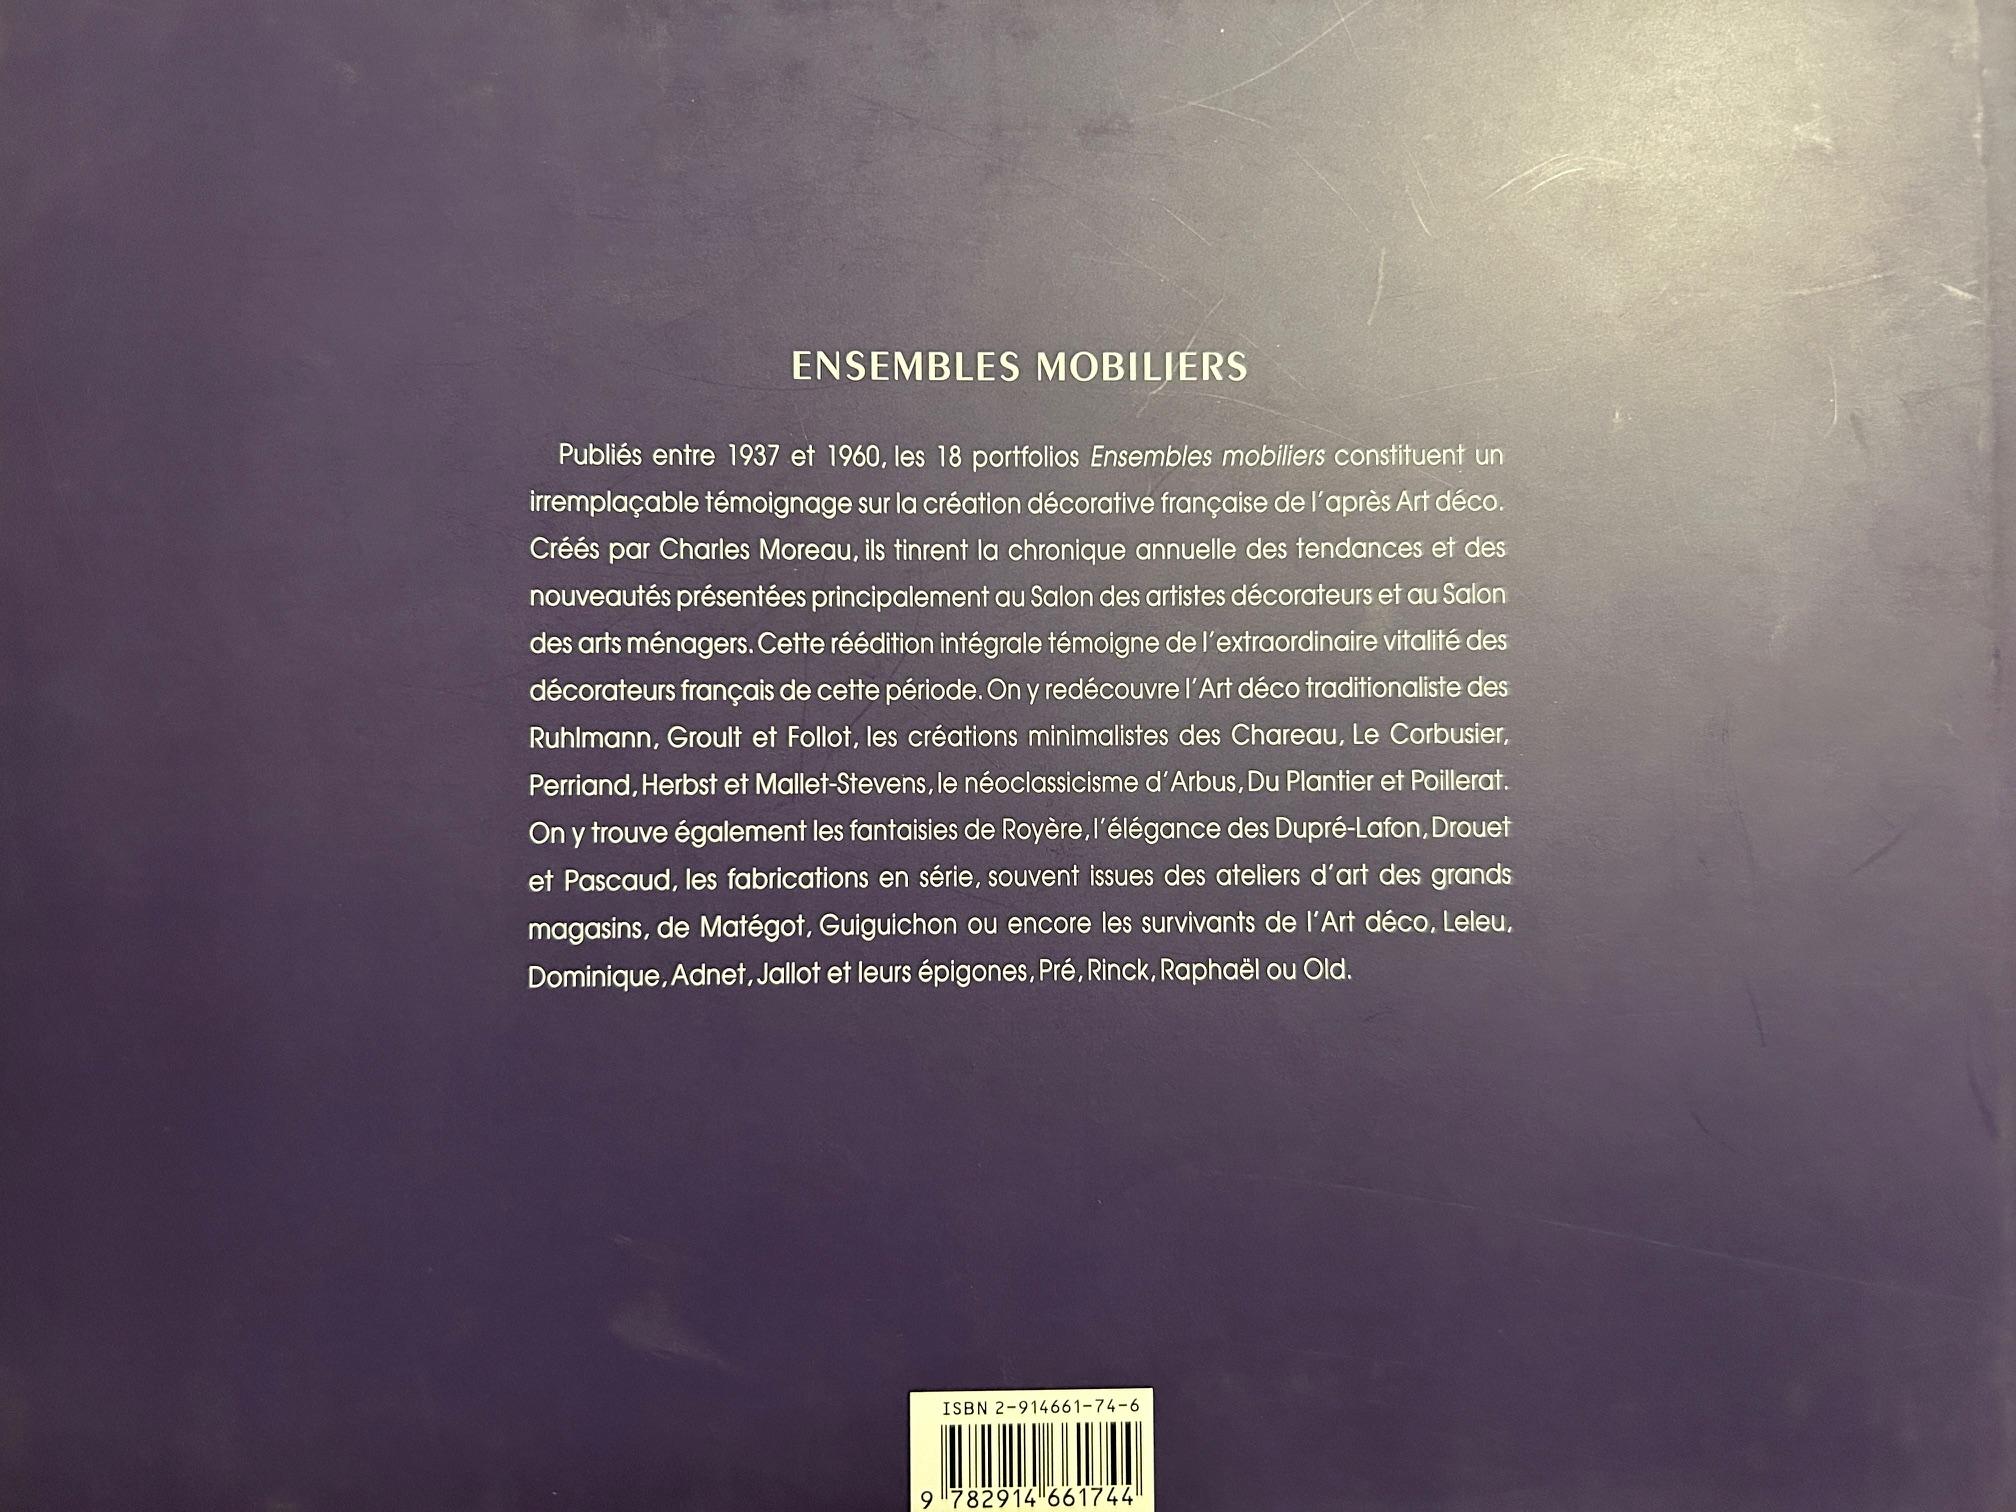 ENSEMBLES MOBILIERS
Publiés entre 1937 et 1960, les 18 portfolios Ensembles mobiliers constituent un
irremplaçable témoignage sur la création décorative française de l'après Art déco.
Créés par Charles Moreau, ils tinrent la chronique annuelle des tendances et des
nouveautés présentées principalement au Salon des artistes décorateurs et au Salon
des arts ménagers. Cette réédition intégrale témoigne de l'extraordinaire vitalité des
décorateurs français de cette période. On y redécouvre l'Art déco traditionaliste des
Ruhlmann, Groult et Follot, les créations minimalistes des Chareau, Le Corbusier,
Perriand, Herbst et Mallet-Stevens, le néoclassicisme d'Arbus, Du Plantier et Poillerat.
On y trouve également les fantaisies de Royère, l'élégance des Dupré-Lafon, Drouet
et Pascaud, les fabrications en série, souvent issues des ateliers d'art des grands
magasins, de Matégot, Guiguichon ou encore les survivants de l'Art déco, Leleu,
Dominique, Adnet, Jallot et leurs épigones, Pré, Rinck, Raphaël ou Old.
ISBN 2-914661-74-6
9 782914 661744